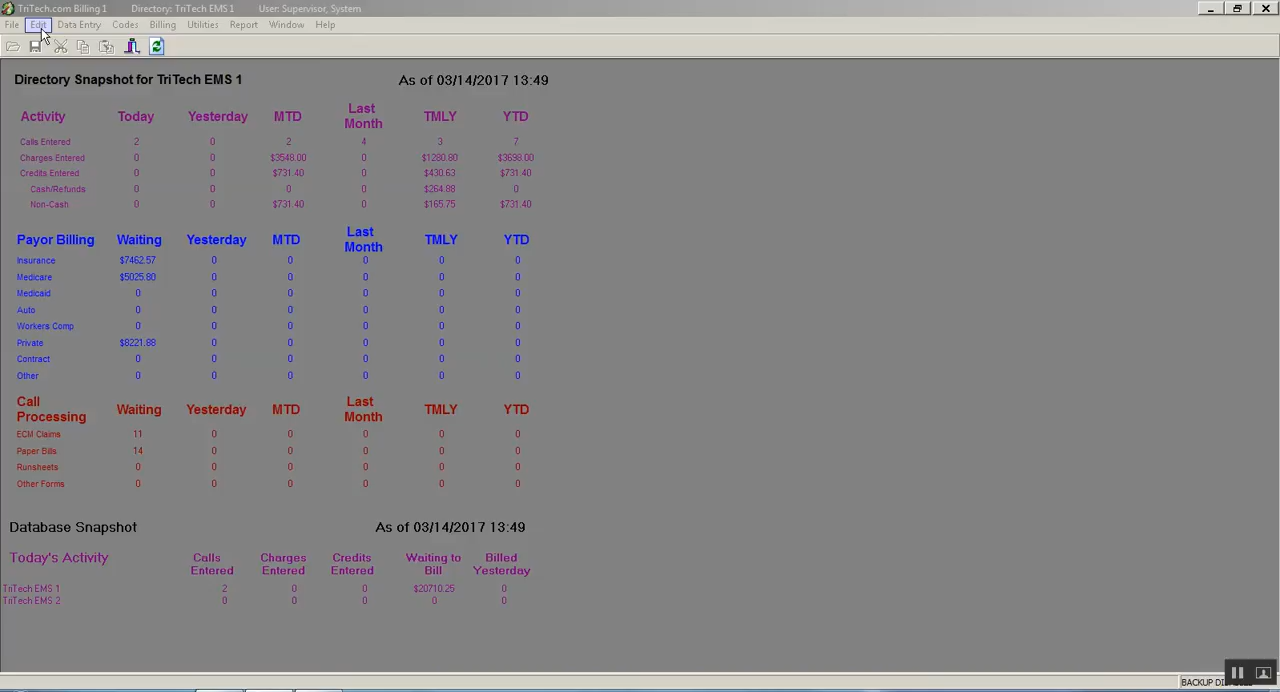 TriTech.com Billing 1 Directory: TriTech EMS 1 User: Supervisor, System
File Edit Data Entry Codes Billing Utilities Report Window Help
Directory Snapshot for TriTech EMS 1 As of 03/14/2017 13:49
Activity Today Yesterday MTD Last Month TMLY YTD
Calls Entered 2 0 2 4 3 7
Charges Entered 0 0 $3548.00 0 $1280.80 $3698.00
Credits Entered 0 0 $731.40 0 $430.63 $731.40
Cash/Refunds 0 0 0 0 $264.88 0
Non-Cash 0 0 $731.40 0 $165.75 $731.40
Payor Billing Waiting Yesterday MTD Last Month TMLY YTD
Insurance $7462.57 0 0 0 0 0
Medicare $5025.80 0 0 0 0 0
Medicaid 0 0 0 0 0 0
Auto 0 0 0 0 0 0
Workers Comp 0 0 0 0 0 0
Private $8221.88 0 0 0 0 0
Contract 0 0 0 0 0 0
Other 0 0 0 0 0 0
Call Processing Waiting Yesterday MTD Last Month TMLY YTD
ECM Claims 11 0 0 0 0 0
Paper Bills 14 0 0 0 0 0
Runsheets 0 0 0 0 0 0
Other Forms 0 0 0 0 0 0
Database Snapshot As of 03/14/2017 13:49
Today's Activity Calls Entered Charges Entered Credits Entered Waiting to Bill Billed Yesterday
TriTech EMS 1 2 0 0 $20710.25 0
TriTech EMS 2 0 0 0 0 0
BACKUP